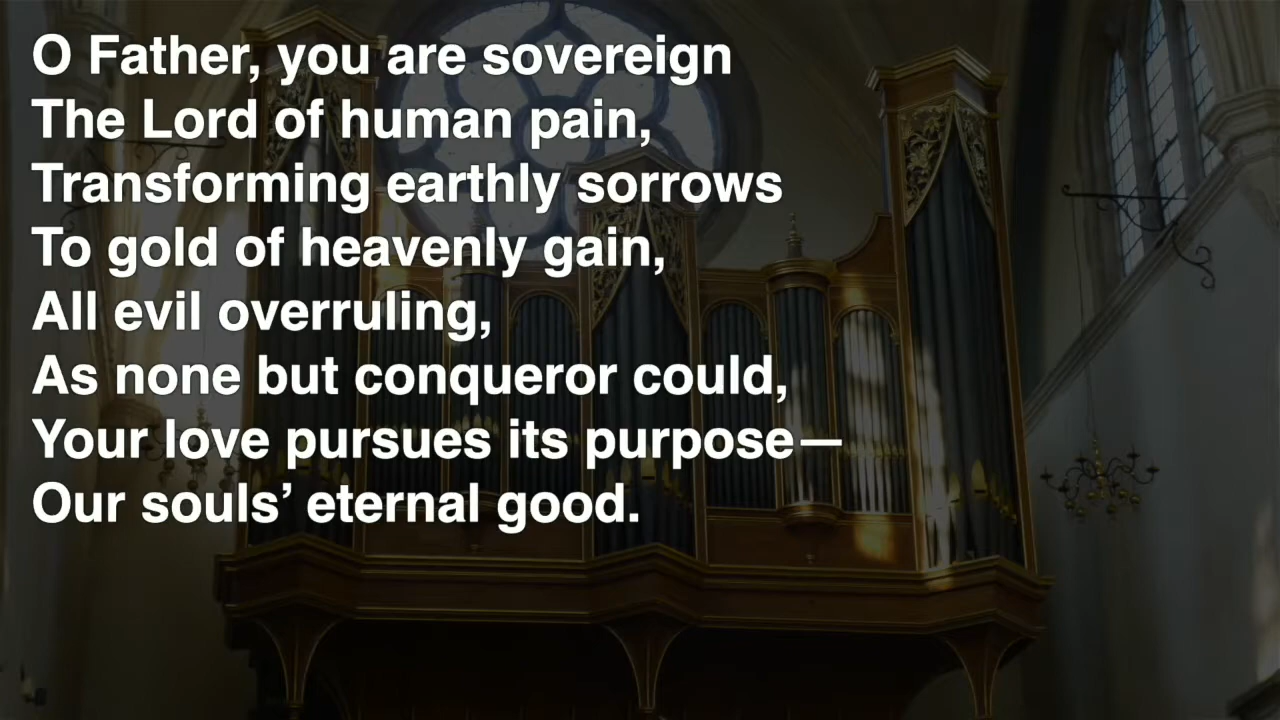 O Father, you are sovereign
The Lord of human pain,
Transforming earthly sorrows
To gold of heavenly gain,
All evil overruling,
As none but conqueror could,
Your love pursues its purpose—
Our souls’ eternal good.